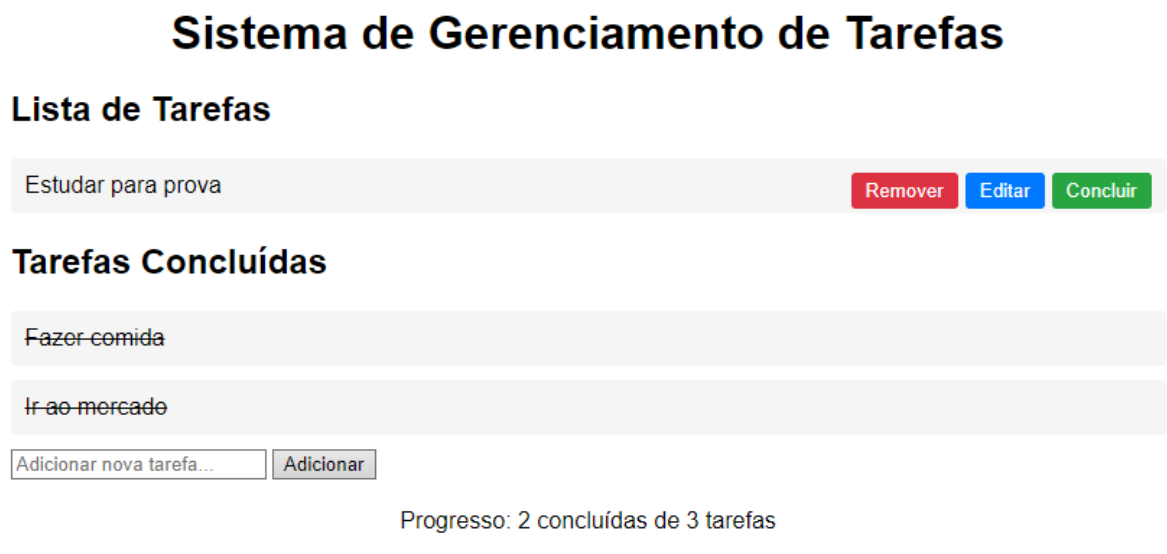 Sistema de Gerenciamento de Tarefas
Lista de Tarefas
Estudar para prova
Remover Editar Concluir
Tarefas Concluídas
Fazer comida
Ir ao mercado
Adicionar nova tarefa... Adicionar
Progresso: 2 concluídas de 3 tarefas